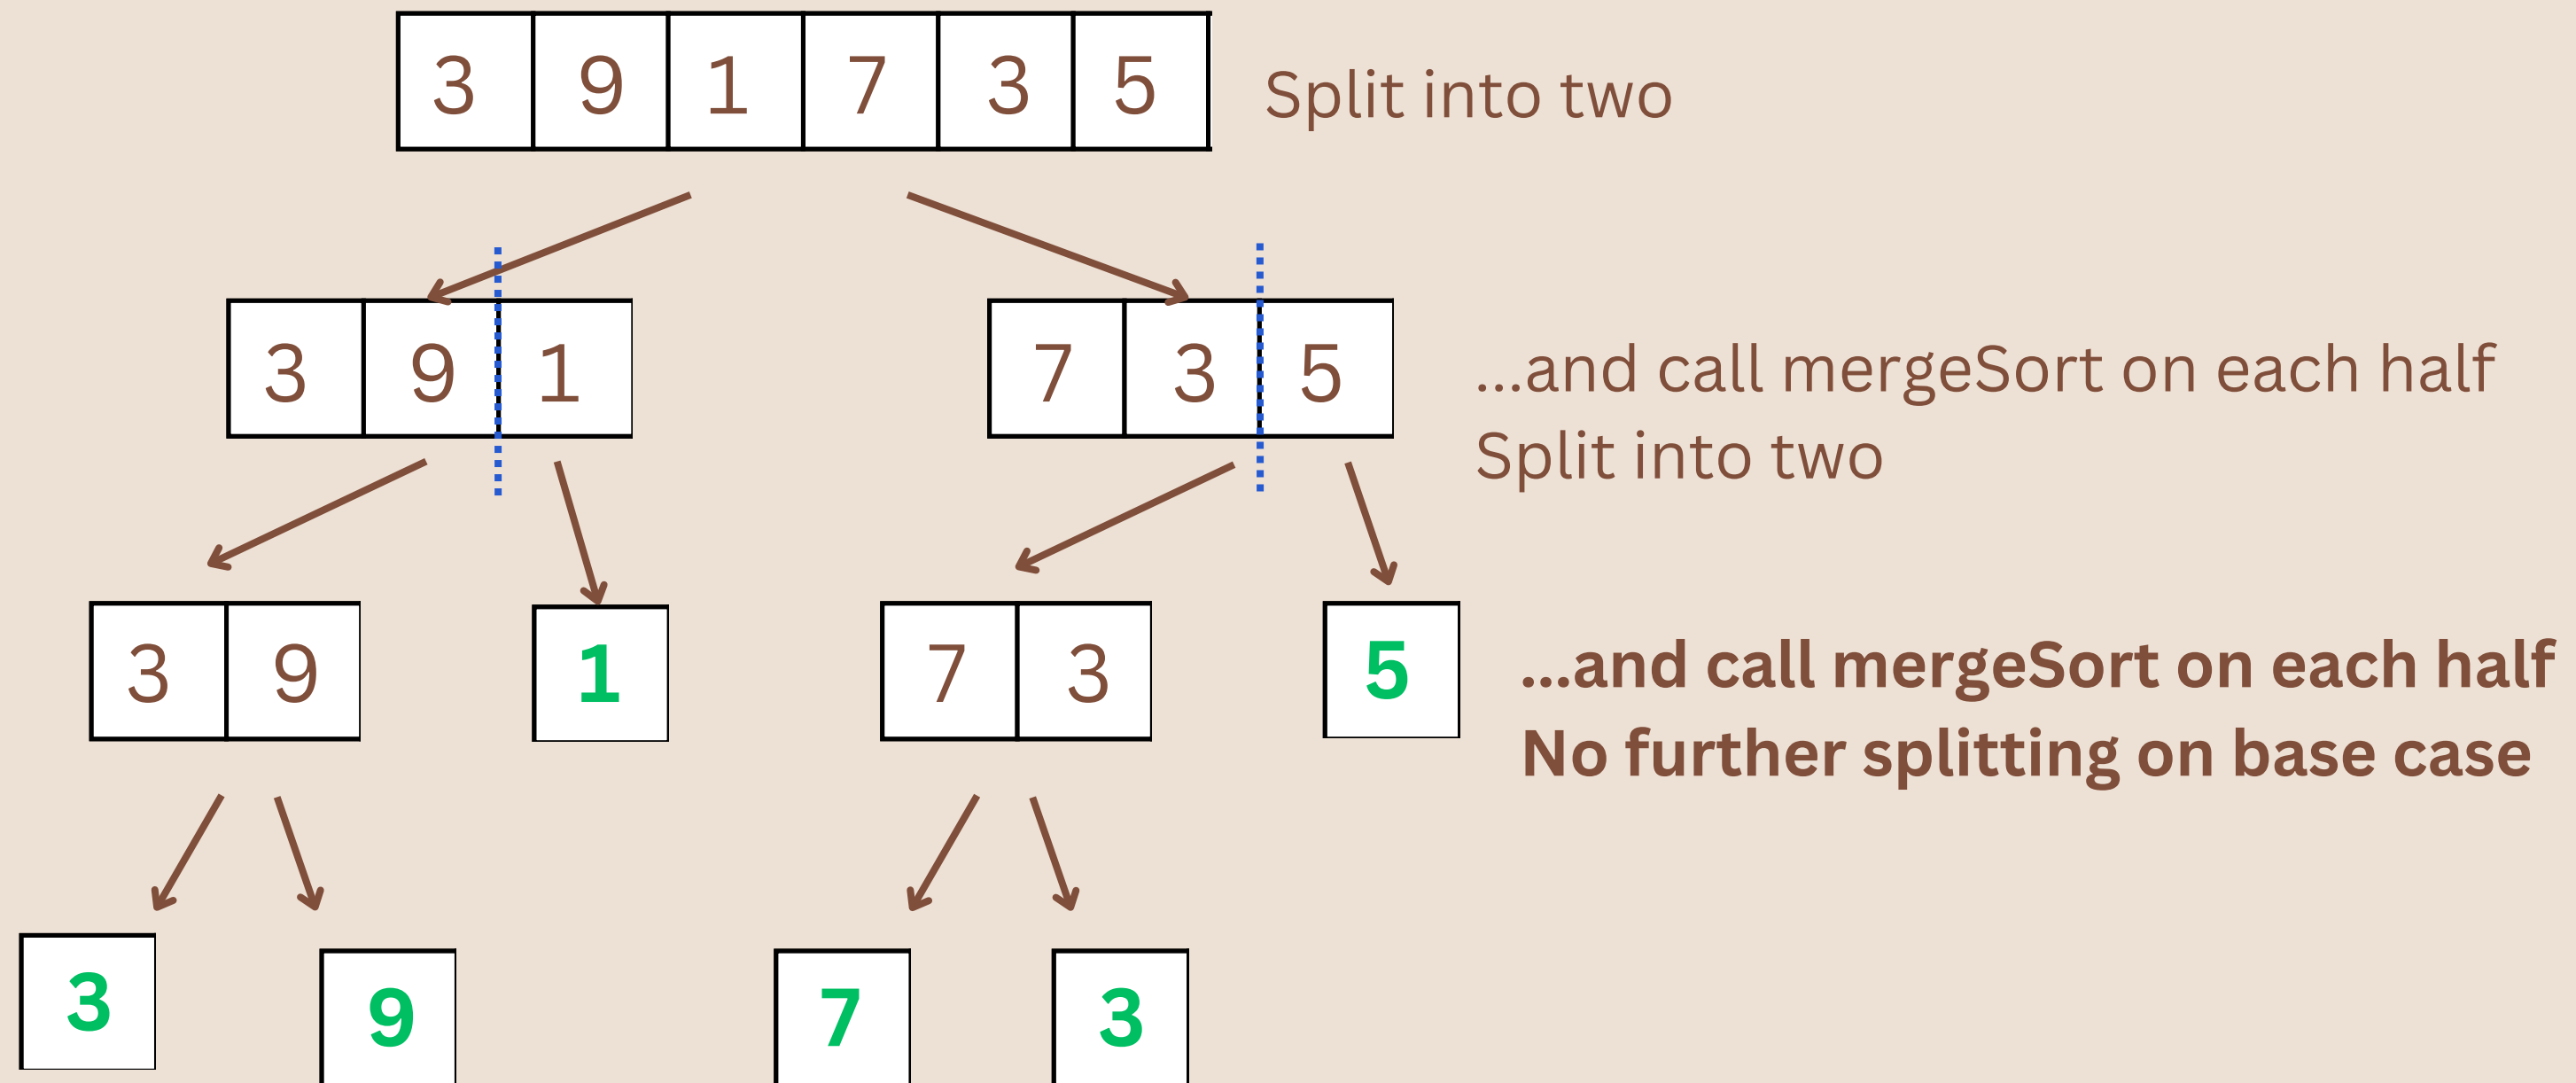 3 9 1 7 3 5
Split into two
3 9 1
7 3 5
...and call mergeSort on each half
Split into two
3 9
1
7 3
5
...and call mergeSort on each half
No further splitting on base case
3
9
7
3